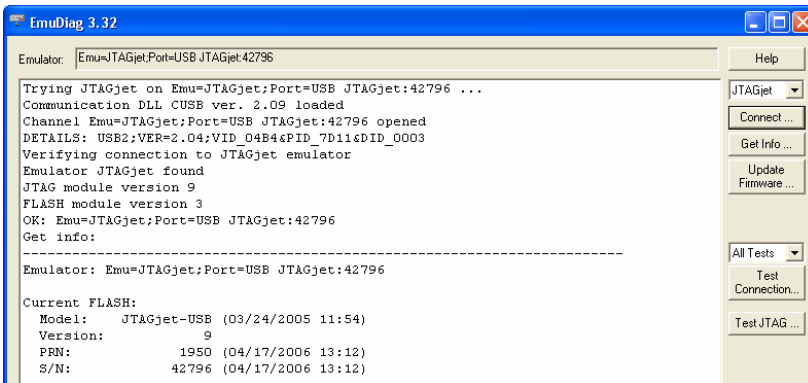 EmuDiag 3.32
Emulator: Emu=JTAGjet;Port=USB JTAGjet:42796
Help
Trying JTAGjet on Emu=JTAGjet;Port=USB JTAGjet:42796 ...
Communication DLL CUSB ver. 2.09 loaded
Channel Emu=JTAGjet;Port=USB JTAGjet:42796 opened
DETAILS: USB2;VER=2.04;VID_04B4&PID_7D11&DID_0003
Verifying connection to JTAGjet emulator
Emulator JTAGjet found
JTAG module version 9
FLASH module version 3
OK: Emu=JTAGjet;Port=USB JTAGjet:42796
Get info:
--------------------------------------------------------------------------
Emulator: Emu=JTAGjet;Port=USB JTAGjet:42796
Current FLASH:
Model: JTAGjet-USB (03/24/2005 11:54)
Version: 9
PRN: 1950 (04/17/2006 13:12)
S/N: 42796 (04/17/2006 13:12)
JTAGjet
Connect ...
Get Info ...
Update
Firmware ...
All Tests
Test
Connection...
Test JTAG ...